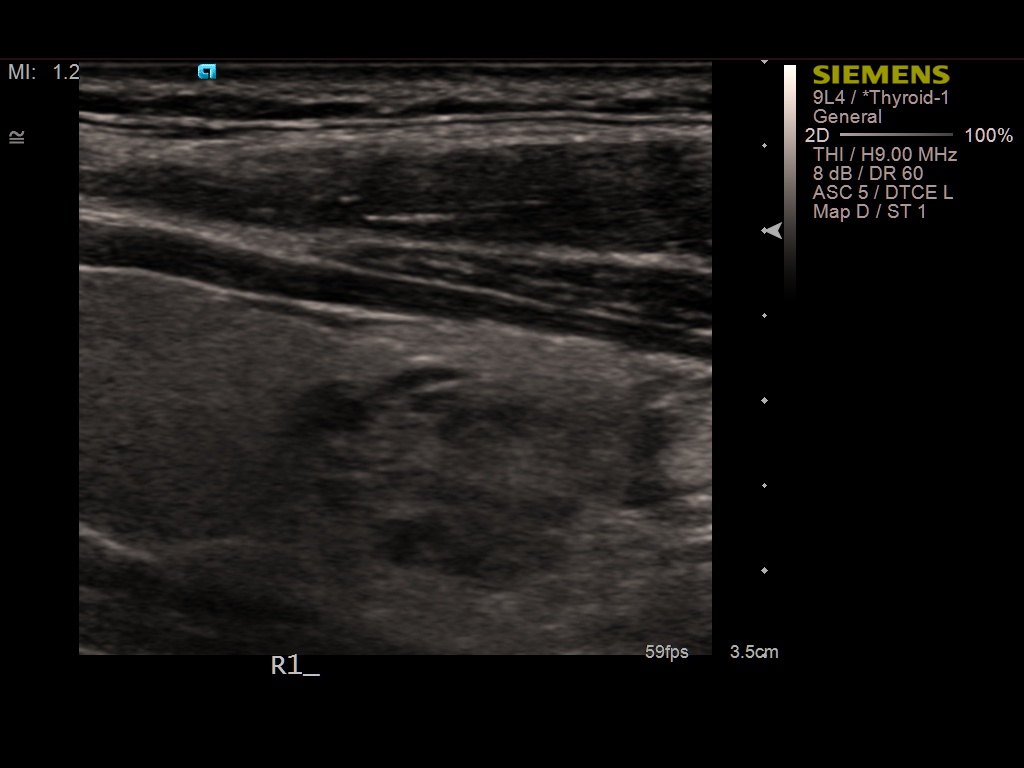 MI: 1.2
≅
SIEMENS
9L4 / *Thyroid-1
General
2D 100%
THI / H9.00 MHz
8 dB / DR 60
ASC 5 / DTCE L
Map D / ST 1
59fps 3.5cm
R1_